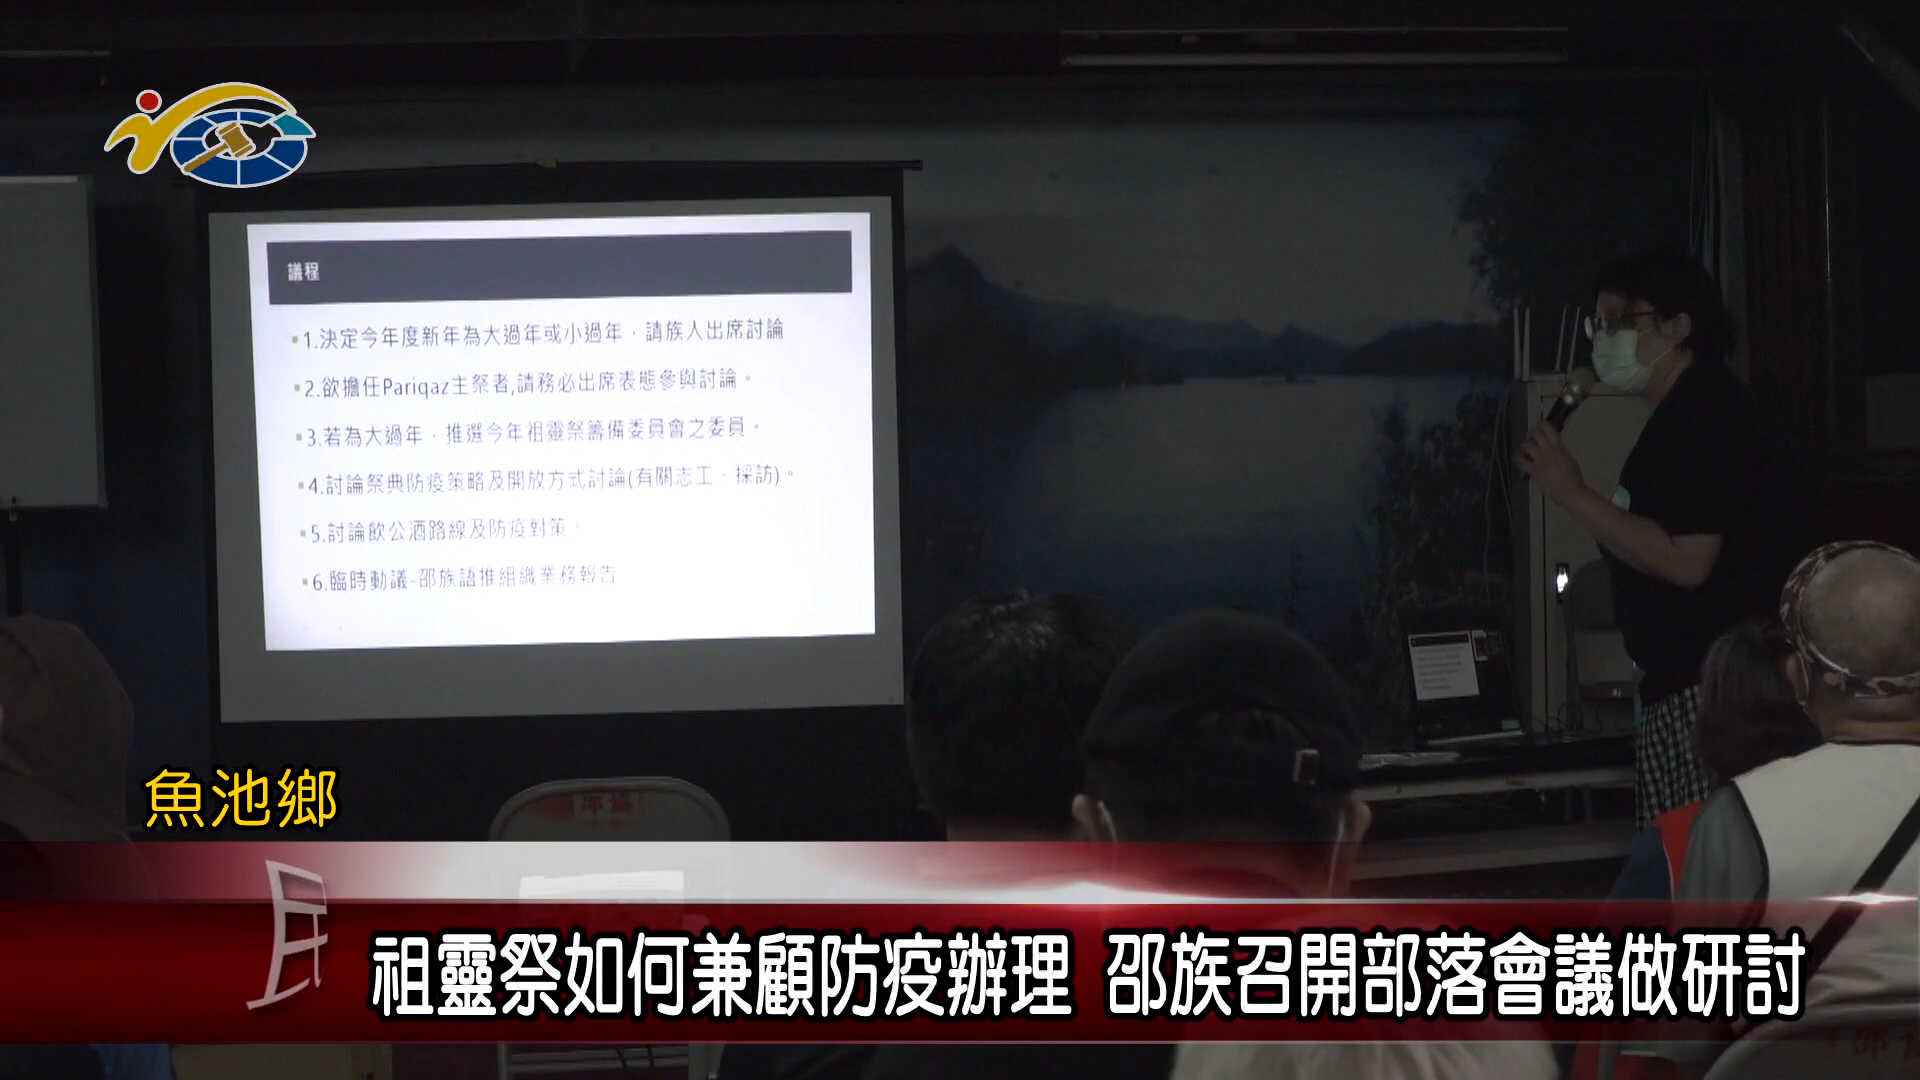 議程
1.決定今年度新年為大過年或小過年，請族人出席討論
2.欲擔任Pariqaz主祭者,請務必出席表態參與討論。
3.若為大過年，推選今年祖靈祭籌備委員會之委員。
4.討論祭典防疫策略及開放方式討論(有關志工、採訪)。
5.討論飲公酒路線及防疫對策。
6.臨時動議-邵族語推組織業務報告
魚池鄉
祖靈祭如何兼顧防疫辦理 邵族召開部落會議做研討